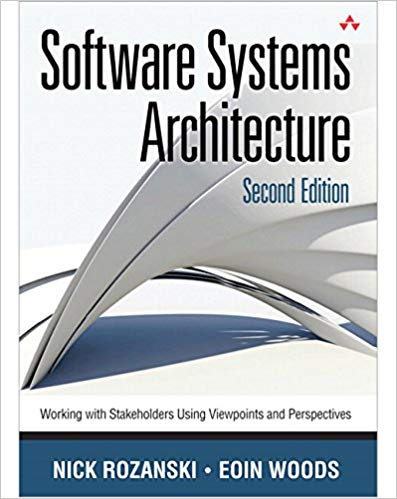 Software Systems
Architecture
Second Edition
Working with Stakeholders Using Viewpoints and Perspectives
NICK ROZANSKI • EOIN WOODS